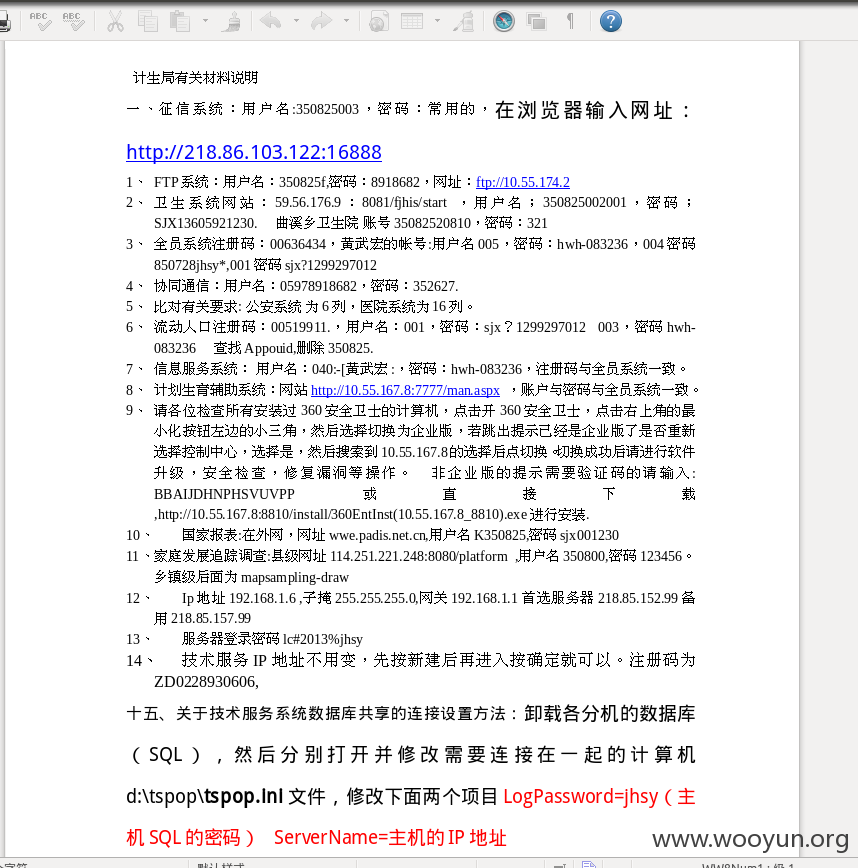 计生局有关材料说明
一、征信系统：用户名:350825003，密码：常用的，在浏览器输入网址：
http://218.86.103.122:16888
1、 FTP系统：用户名：350825f,密码：8918682，网址：ftp://10.55.174.2
2、 卫生系统网站：59.56.176.9：8081/fjhis/start ，用户名；350825002001，密码；
SJX13605921230. 曲溪乡卫生院 账号35082520810，密码：321
3、 全员系统注册码：00636434，黄武宏的帐号:用户名005，密码：hwh-083236，004密码
850728jhsy*,001密码sjx?1299297012
4、 协同通信：用户名：05978918682，密码：352627.
5、 比对有关要求: 公安系统 为6列，医院系统为16列。
6、 流动人口注册码：00519911.，用户名：001，密码：sjx？1299297012 003，密码hwh-
083236 查找Appouid,删除350825.
7、 信息服务系统： 用户名：040:-[黄武宏:，密码：hwh-083236，注册码与全员系统一致。
8、 计划生育辅助系统：网站http://10.55.167.8:7777/man.aspx ，账户与密码与全员系统一致。
9、 请各位检查所有安装过360安全卫士的计算机，点击开360安全卫士，点击右上角的最
小化按钮左边的小三角，然后选择切换为企业版，若跳出提示已经是企业版了是否重新
选择控制中心，选择是，然后搜索到10.55.167.8的选择后点切换。切换成功后请进行软件
升级，安全检查，修复漏洞等操作。 非企业版的提示需要验证码的请输入:
BBAIJDHNPHSVUVPP 或 直 接 下 载
,http://10.55.167.8:8810/install/360EntInst(10.55.167.8_8810).exe进行安装.
10、 国家报表:在外网，网址wwe.padis.net.cn,用户名K350825,密码sjx001230
11、家庭发展追踪调查:县级网址114.251.221.248:8080/platform ,用户名350800,密码123456。
乡镇级后面为mapsampling-draw
12、 Ip地址192.168.1.6 ,子掩255.255.255.0,网关192.168.1.1首选服务器218.85.152.99备
用218.85.157.99
13、 服务器登录密码lc#2013%jhsy
14、 技术服务IP地址不用变，先按新建后再进入按确定就可以。注册码为
ZD0228930606,
十五、关于技术服务系统数据库共享的连接设置方法：卸载各分机的数据库
（SQL），然后分别打开并修改需要连接在一起的计算机
d:\tspop\tspop.ini文件，修改下面两个项目LogPassword=jhsy（主
机SQL的密码） ServerName=主机的IP地址
www.wooyun.org